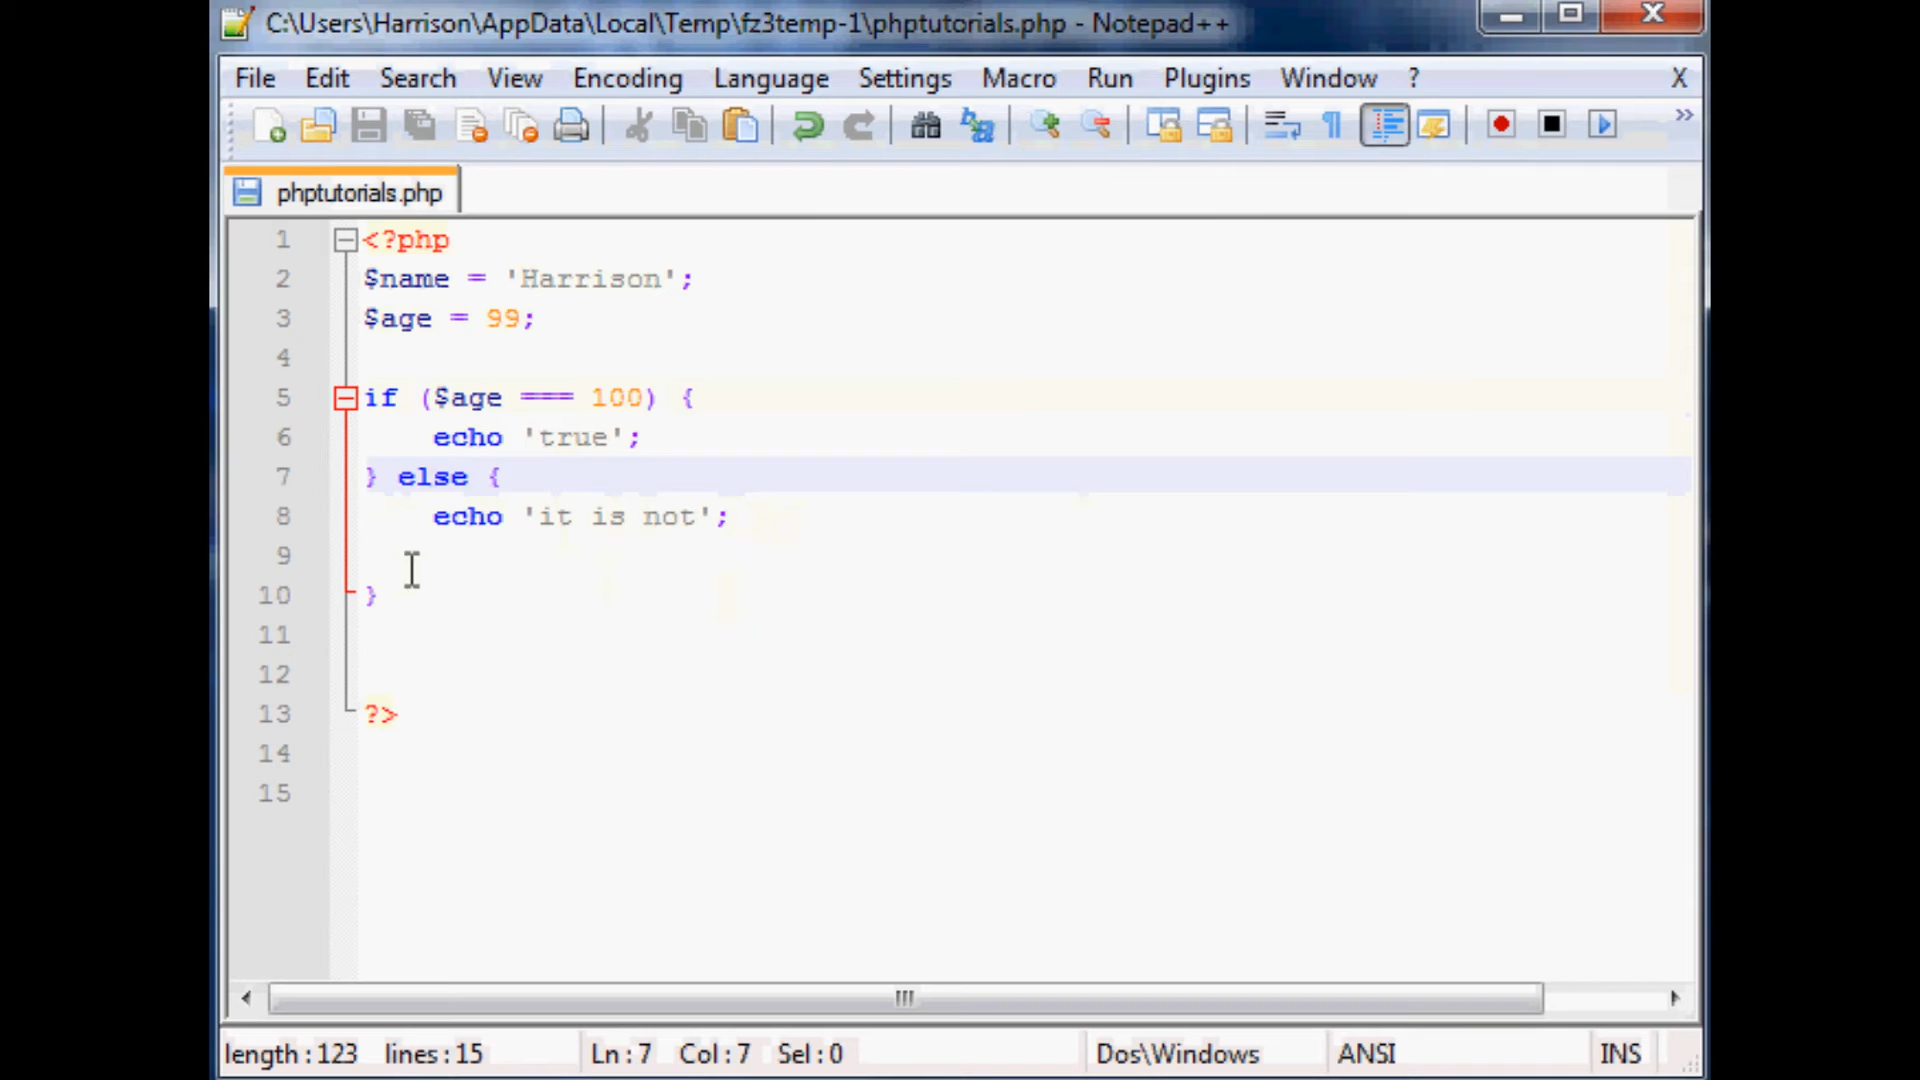 C:\Users\Harrison\AppData\Local\Temp\fz3temp-1\phptutorials.php - Notepad++
File Edit Search View Encoding Language Settings Macro Run Plugins Window ? X
phptutorials.php
1 <?php
2 $name = 'Harrison';
3 $age = 99;
4
5 if ($age === 100) {
6 echo 'true';
7 } else {
8 echo 'it is not';
9
10 }
11
12
13 ?>
14
15
length : 123 lines : 15 Ln : 7 Col : 7 Sel : 0 Dos\Windows ANSI INS